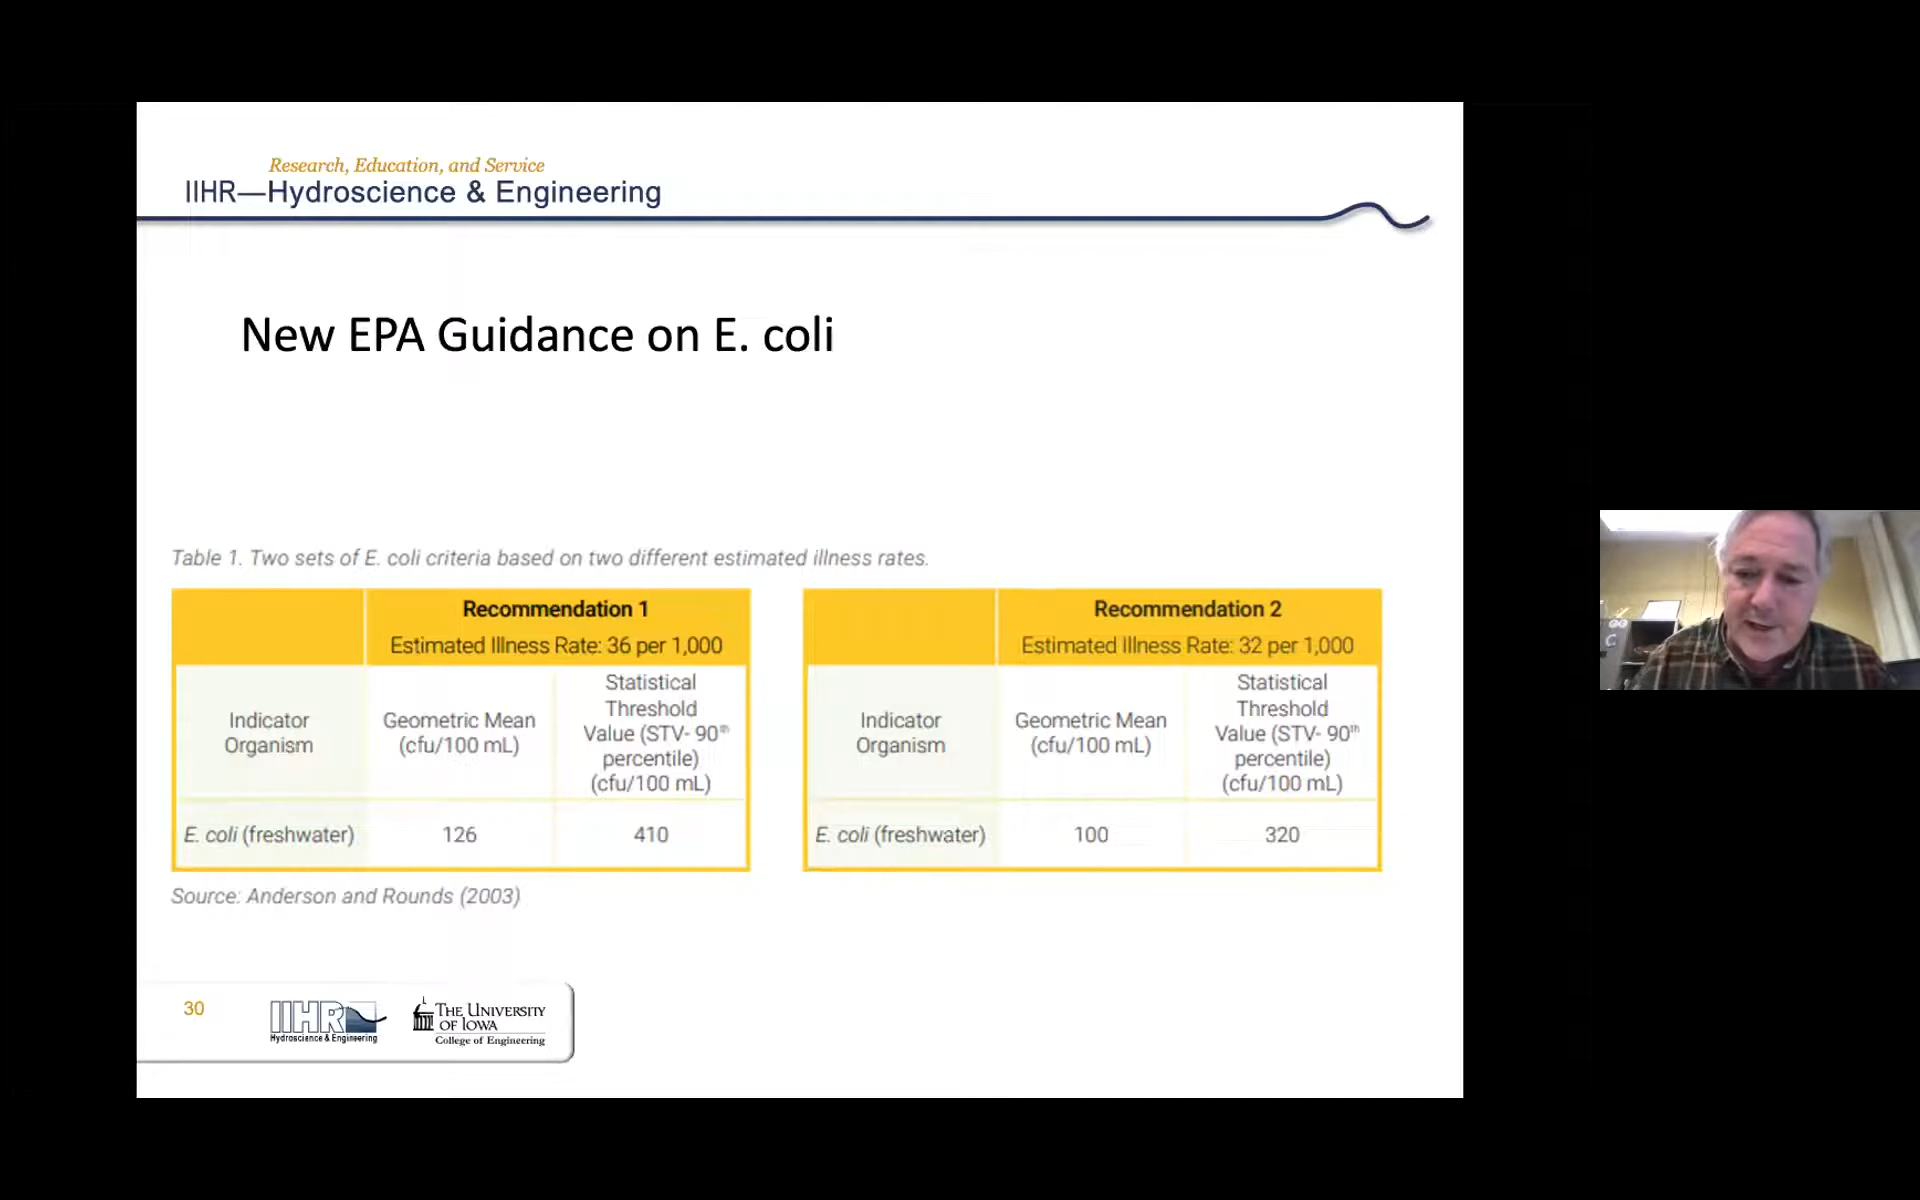 Research, Education, and Service
IIHR—Hydroscience & Engineering
New EPA Guidance on E. coli
Table 1. Two sets of E. coli criteria based on two different estimated illness rates.
Recommendation 1
Estimated Illness Rate: 36 per 1,000
Indicator
Organism
Geometric Mean
(cfu/100 mL)
Statistical
Threshold
Value (STV- 90th
percentile)
(cfu/100 mL)
E. coli (freshwater)
126
410
Recommendation 2
Estimated Illness Rate: 32 per 1,000
Indicator
Organism
Geometric Mean
(cfu/100 mL)
Statistical
Threshold
Value (STV- 90th
percentile)
(cfu/100 mL)
E. coli (freshwater)
100
320
Source: Anderson and Rounds (2003)
30
IIHR
Hydroscience & Engineering
THE UNIVERSITY
OF IOWA
College of Engineering